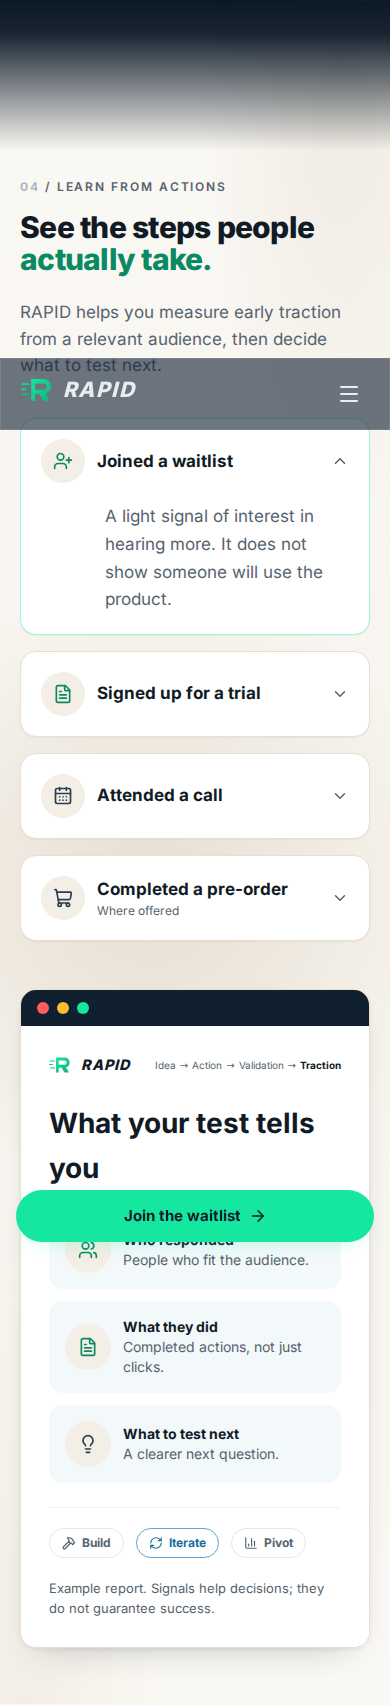 04 / LEARN FROM ACTIONS
See the steps people
actually take.
RAPID helps you measure early traction
from a relevant audience, then decide
what to test next.
RAPID
Joined a waitlist
A light signal of interest in
hearing more. It does not
show someone will use the
product.
Signed up for a trial
Attended a call
Completed a pre-order
Where offered
RAPID
Idea → Action → Validation → Traction
What your test tells
you
Join the waitlist →
Who responded
People who fit the audience.
What they did
Completed actions, not just
clicks.
What to test next
A clearer next question.
Build Iterate Pivot
Example report. Signals help decisions; they
do not guarantee success.